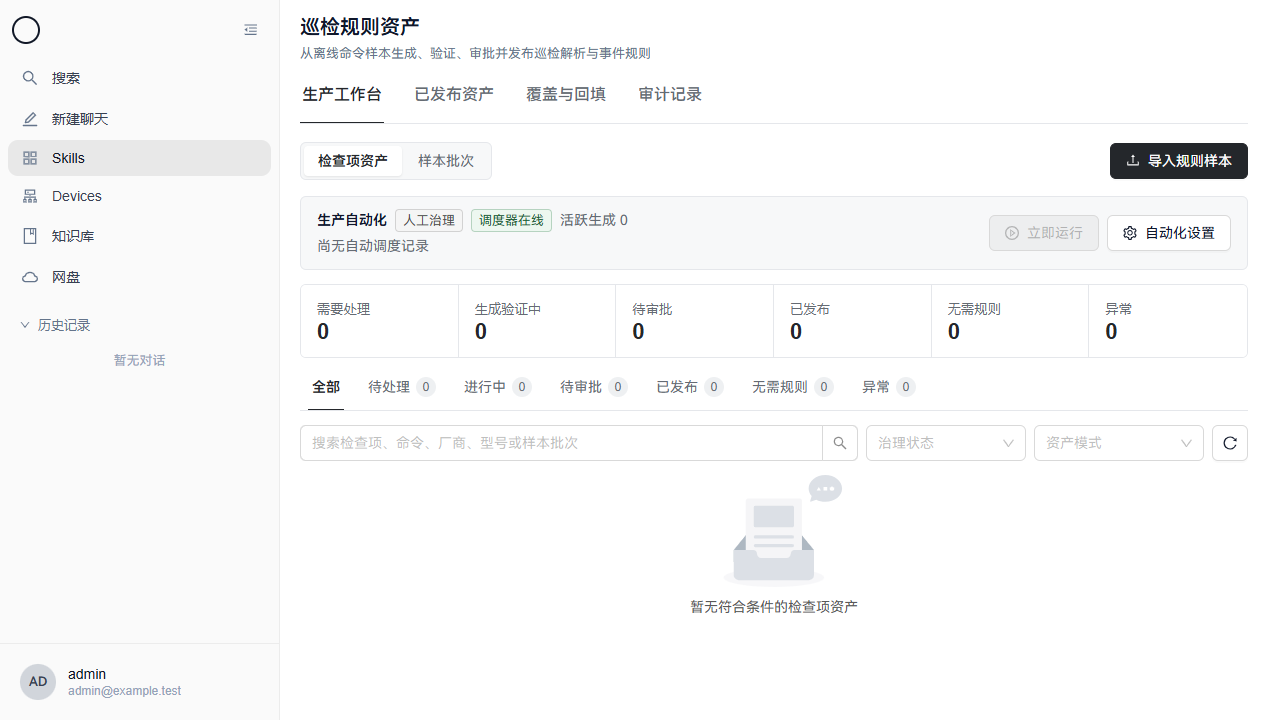 搜索
新建聊天
Skills
Devices
知识库
网盘
历史记录
暂无对话
AD
admin
admin@example.test
巡检规则资产
从离线命令样本生成、验证、审批并发布巡检解析与事件规则
生产工作台 已发布资产 覆盖与回填 审计记录
检查项资产 样本批次 导入规则样本
生产自动化 人工治理 调度器在线 活跃生成 0
尚无自动调度记录
立即运行 自动化设置
需要处理 生成验证中 待审批 已发布 无需规则 异常
0 0 0 0 0 0
全部 待处理 0 进行中 0 待审批 0 已发布 0 无需规则 0 异常 0
搜索检查项、命令、厂商、型号或样本批次 治理状态 资产模式
暂无符合条件的检查项资产